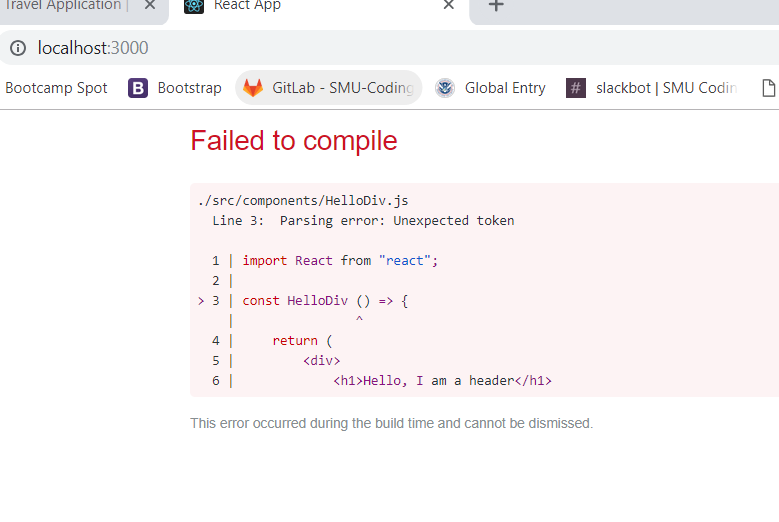 Travel Application |
React App
localhost:3000
Bootcamp Spot B Bootstrap GitLab - SMU-Coding Global Entry # slackbot | SMU Codin
Failed to compile
./src/components/HelloDiv.js
Line 3:  Parsing error: Unexpected token
1 | import React from "react";
2 |
> 3 | const HelloDiv () => {
| ^
4 |     return (
5 |         <div>
6 |             <h1>Hello, I am a header</h1>
This error occurred during the build time and cannot be dismissed.